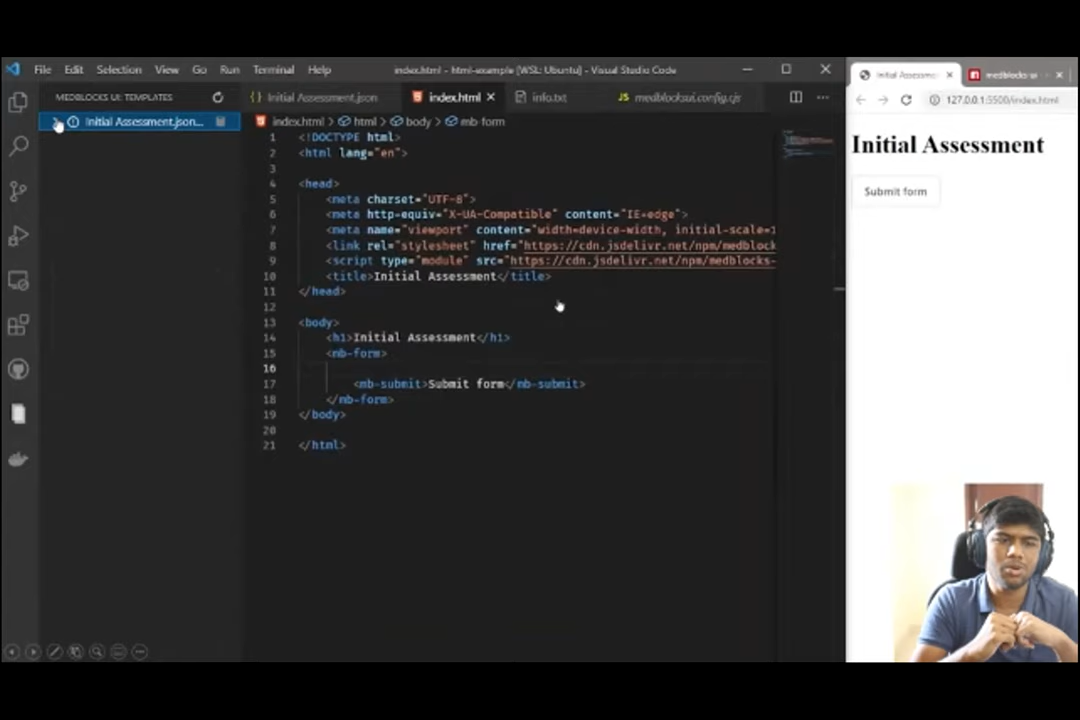 File Edit Selection View Go Run Terminal Help index.html - html-example [WSL: Ubuntu] - Visual Studio Code
Initial Assessm
medblocks-ui
MEDBLOCKS UI: TEMPLATES
Initial Assessment.json
index.html
info.txt
medblocksui.config.cjs
127.0.0.1:5500/index.html
Initial Assessment.json...
index.html > html > body > mb-form
1 <!DOCTYPE html>
2 <html lang="en">
3
4 <head>
5 <meta charset="UTF-8">
6 <meta http-equiv="X-UA-Compatible" content="IE=edge">
7 <meta name="viewport" content="width=device-width, initial-scale=1
8 <link rel="stylesheet" href="https://cdn.jsdelivr.net/npm/medblock
9 <script type="module" src="https://cdn.jsdelivr.net/npm/medblocks-
10 <title>Initial Assessment</title>
11 </head>
12
13 <body>
14 <h1>Initial Assessment</h1>
15 <mb-form>
16
17 <mb-submit>Submit form</mb-submit>
18 </mb-form>
19 </body>
20
21 </html>
Initial Assessment
Submit form